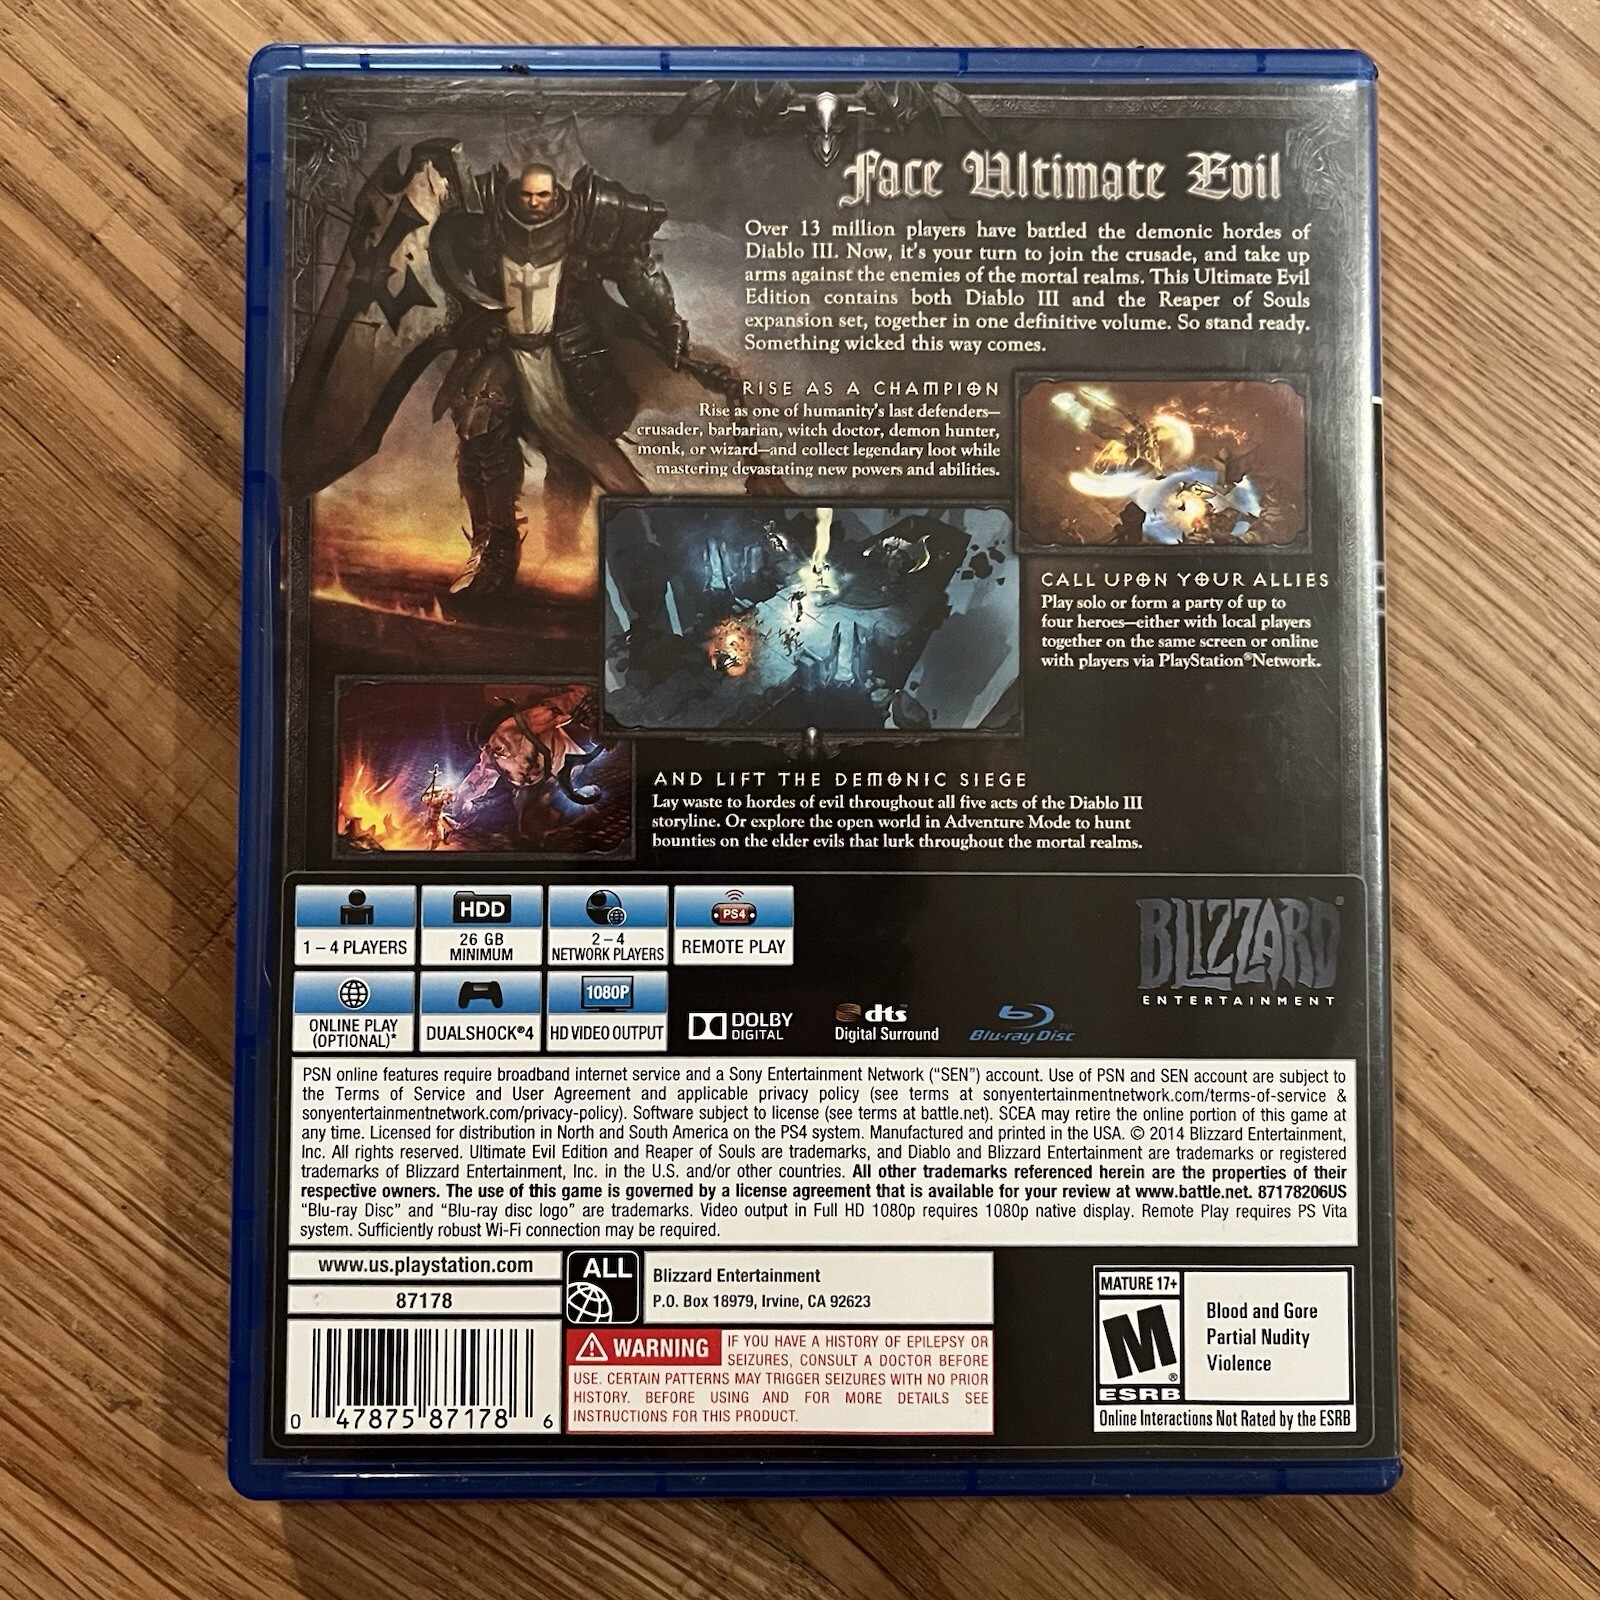 Face Ultimate Evil
Over 13 million players have battled the demonic hordes of
Diablo III. Now, it's your turn to join the crusade, and take up
arms against the enemies of the mortal realms. This Ultimate Evil
Edition contains both Diablo III and the Reaper of Souls
expansion set, together in one definitive volume. So stand ready.
Something wicked this way comes.
RISE AS A CHAMPION
Rise as one of humanity's last defenders—
crusader, barbarian, witch doctor, demon hunter,
monk, or wizard—and collect legendary loot while
mastering devastating new powers and abilities.
CALL UPON YOUR ALLIES
Play solo or form a party of up to
four heroes—either with local players
together on the same screen or online
with players via PlayStation®Network.
AND LIFT THE DEMONIC SIEGE
Lay waste to hordes of evil throughout all five acts of the Diablo III
storyline. Or explore the open world in Adventure Mode to hunt
bounties on the elder evils that lurk throughout the mortal realms.
1 – 4 PLAYERS
HDD
26 GB
MINIMUM
2 – 4
NETWORK PLAYERS
PS4
REMOTE PLAY
ONLINE PLAY
(OPTIONAL)*
DUALSHOCK®4
1080P
HD VIDEO OUTPUT
DOLBY
DIGITAL
dts™
Digital Surround
Blu-ray Disc™
BLIZZARD®
ENTERTAINMENT
PSN online features require broadband internet service and a Sony Entertainment Network (“SEN”) account. Use of PSN and SEN account are subject to
the Terms of Service and User Agreement and applicable privacy policy (see terms at sonyentertainmentnetwork.com/terms-of-service &
sonyentertainmentnetwork.com/privacy-policy). Software subject to license (see terms at battle.net). SCEA may retire the online portion of this game at
any time. Licensed for distribution in North and South America on the PS4 system. Manufactured and printed in the USA. © 2014 Blizzard Entertainment,
Inc. All rights reserved. Ultimate Evil Edition and Reaper of Souls are trademarks, and Diablo and Blizzard Entertainment are trademarks or registered
trademarks of Blizzard Entertainment, Inc. in the U.S. and/or other countries. All other trademarks referenced herein are the properties of their
respective owners. The use of this game is governed by a license agreement that is available for your review at www.battle.net. 87178206US
“Blu-ray Disc” and “Blu-ray disc logo” are trademarks. Video output in Full HD 1080p requires 1080p native display. Remote Play requires PS Vita
system. Sufficiently robust Wi-Fi connection may be required.
www.us.playstation.com
87178
0 47875 87178 6
ALL
Blizzard Entertainment
P.O. Box 18979, Irvine, CA 92623
WARNING IF YOU HAVE A HISTORY OF EPILEPSY OR
SEIZURES, CONSULT A DOCTOR BEFORE
USE. CERTAIN PATTERNS MAY TRIGGER SEIZURES WITH NO PRIOR
HISTORY. BEFORE USING AND FOR MORE DETAILS SEE
INSTRUCTIONS FOR THIS PRODUCT.
MATURE 17+
M®
ESRB
Blood and Gore
Partial Nudity
Violence
Online Interactions Not Rated by the ESRB